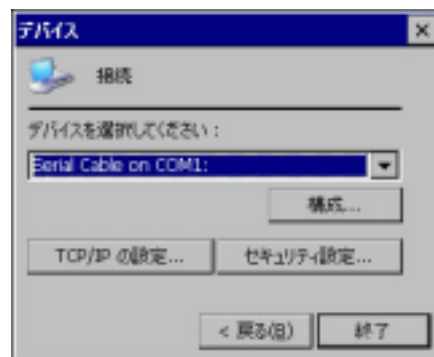 デバイス
接続
デバイスを選択してください：
Serial Cable on COM1:
構成...
TCP/IP の設定...
セキュリティ設定...
< 戻る(B)
終了